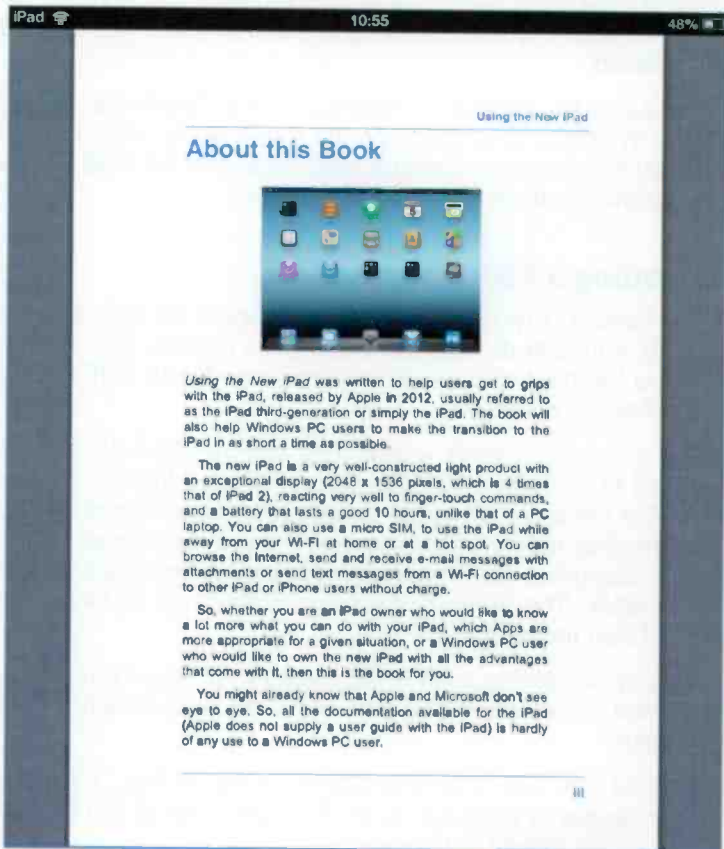 iPad 10:55 48%
Using the New iPad
About this Book
5
Using the New iPad was written to help users get to grips
with the iPad, released by Apple in 2012, usually referred to
as the iPad third-generation or simply the iPad. The book will
also help Windows PC users to make the transition to the
iPad in as short a time as possible.
The new iPad is a very well-constructed light product with
an exceptional display (2048 x 1536 pixels, which is 4 times
that of iPad 2), reacting very well to finger-touch commands,
and a battery that lasts a good 10 hours, unlike that of a PC
laptop. You can also use a micro SIM, to use the iPad while
away from your Wi-Fi at home or at a hot spot. You can
browse the Internet, send and receive e-mail messages with
attachments or send text messages from a Wi-Fi connection
to other iPad or iPhone users without charge.
So, whether you are an iPad owner who would like to know
a lot more what you can do with your iPad, which Apps are
more appropriate for a given situation, or a Windows PC user
who would like to own the new iPad with all the advantages
that come with it, then this is the book for you.
You might already know that Apple and Microsoft don't see
eye to eye. So, all the documentation available for the iPad
(Apple does not supply a user guide with the iPad) is hardly
of any use to a Windows PC user.
iii